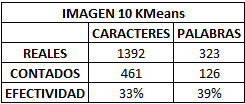 IMAGEN 10 KMeans
CARACTERES PALABRAS
REALES 1392 323
CONTADOS 461 126
EFECTIVIDAD 33% 39%